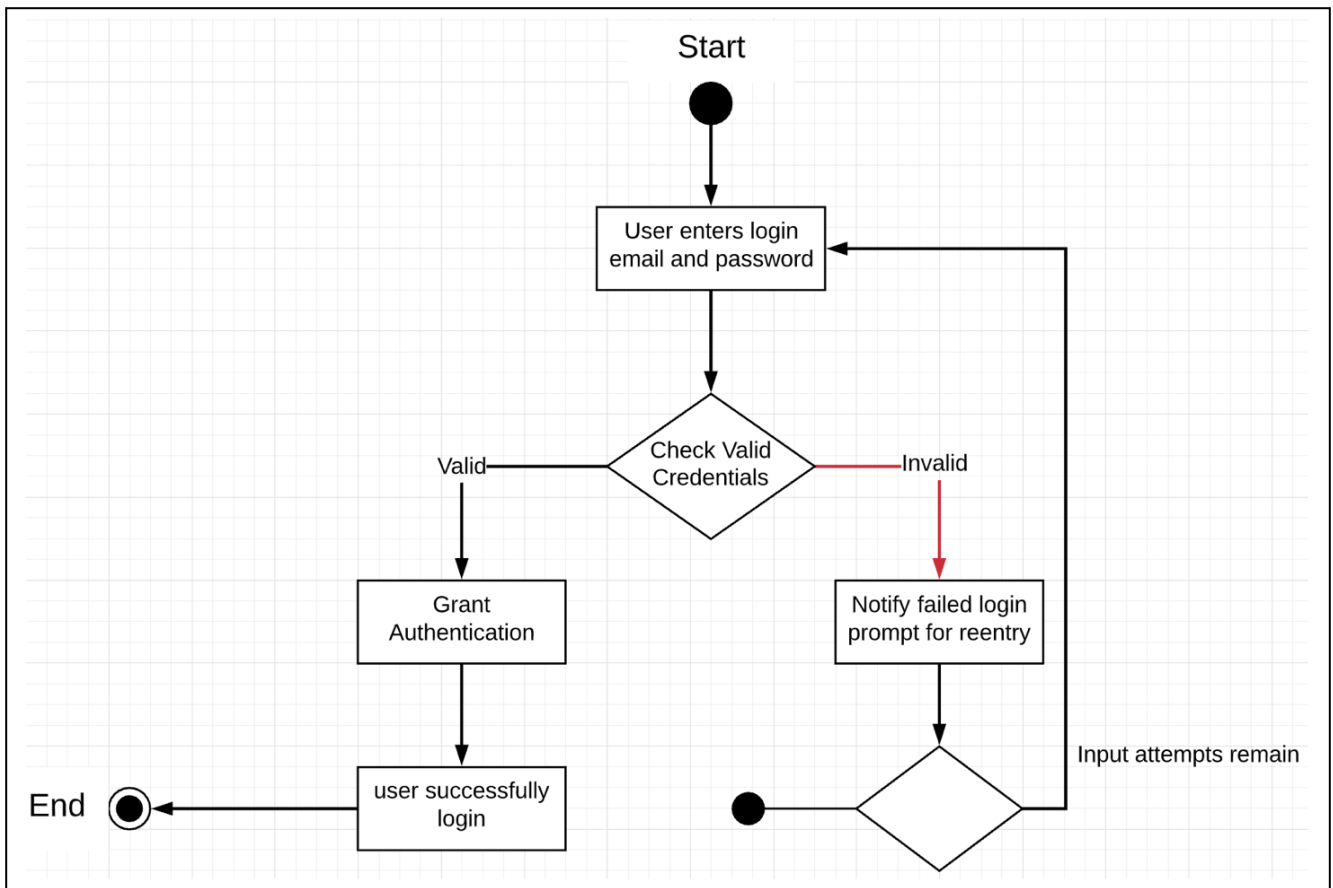 Start
User enters login
email and password
Check Valid
Credentials
Valid
Invalid
Grant
Authentication
Notify failed login
prompt for reentry
Input attempts remain
End
user successfully
login